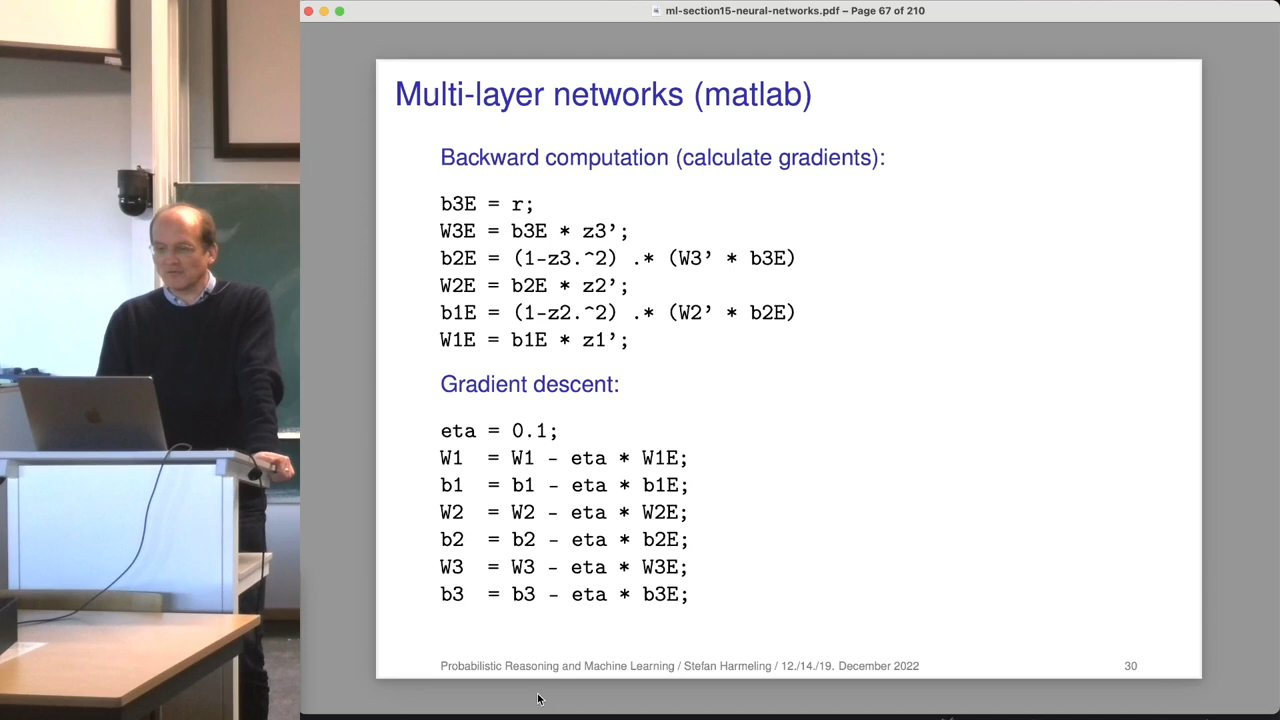 ml-section15-neural-networks.pdf – Page 67 of 210
Multi-layer networks (matlab)
Backward computation (calculate gradients):
b3E = r;
W3E = b3E * z3’;
b2E = (1-z3.^2) .* (W3’ * b3E)
W2E = b2E * z2’;
b1E = (1-z2.^2) .* (W2’ * b2E)
W1E = b1E * z1’;
Gradient descent:
eta = 0.1;
W1 = W1 - eta * W1E;
b1 = b1 - eta * b1E;
W2 = W2 - eta * W2E;
b2 = b2 - eta * b2E;
W3 = W3 - eta * W3E;
b3 = b3 - eta * b3E;
Probabilistic Reasoning and Machine Learning / Stefan Harmeling / 12./14./19. December 2022
30